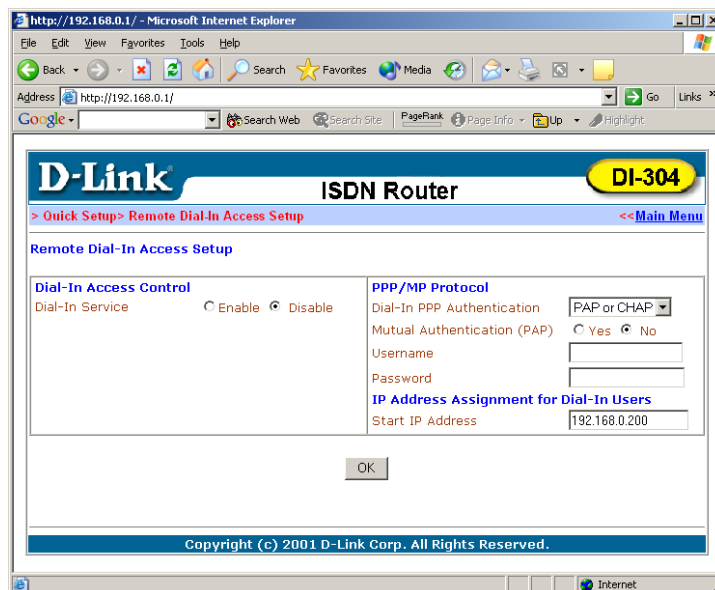 http://192.168.0.1/ - Microsoft Internet Explorer
File Edit View Favorites Tools Help
Back Search Favorites Media
Address http://192.168.0.1/ Go Links »
Google Search Web Search Site PageRank Page Info Up Highlight
D-Link
ISDN Router
DI-304
> Quick Setup> Remote Dial-In Access Setup <<Main Menu
Remote Dial-In Access Setup
Dial-In Access Control
Dial-In Service Enable Disable
PPP/MP Protocol
Dial-In PPP Authentication PAP or CHAP
Mutual Authentication (PAP) Yes No
Username
Password
IP Address Assignment for Dial-In Users
Start IP Address 192.168.0.200
OK
Copyright (c) 2001 D-Link Corp. All Rights Reserved.
Internet